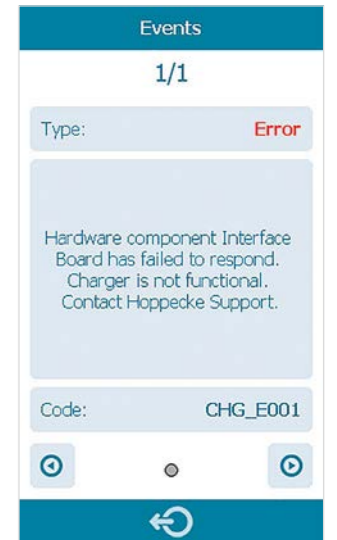 Events
1/1
Type: Error
Hardware component Interface
Board has failed to respond.
Charger is not functional.
Contact Hoppecke Support.
Code: CHG_E001